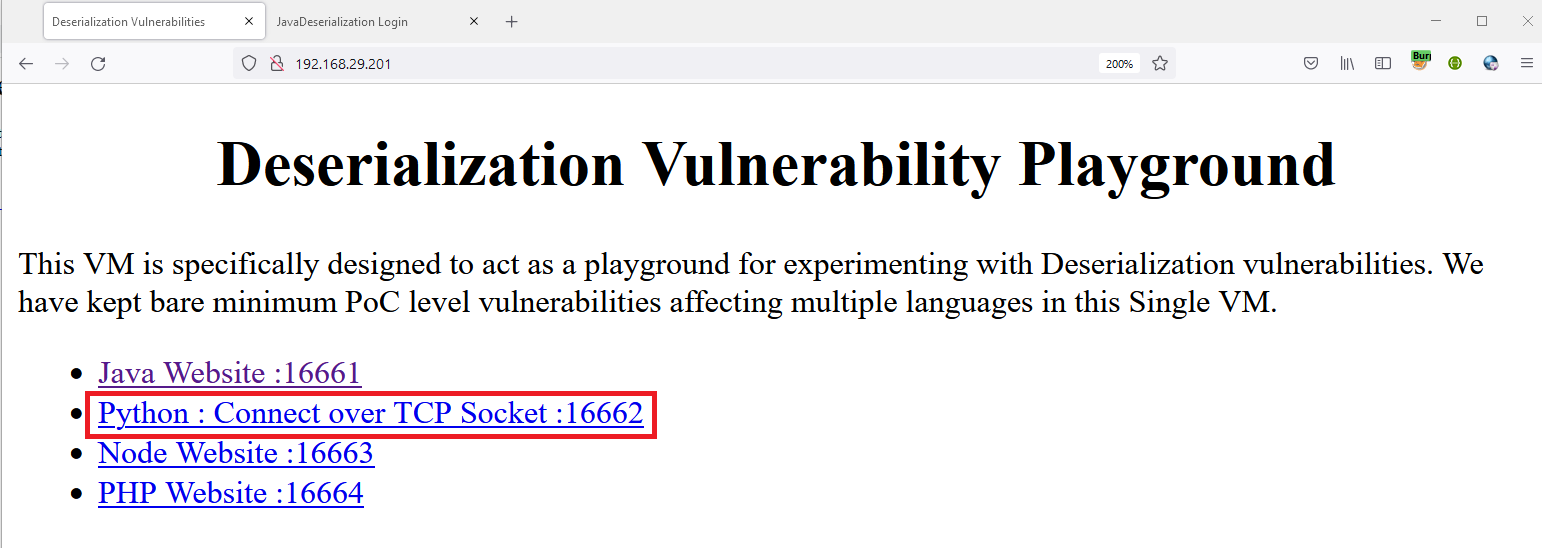 Deserialization Vulnerabilities
JavaDeserialization Login
192.168.29.201
200%
Burp
Deserialization Vulnerability Playground
This VM is specifically designed to act as a playground for experimenting with Deserialization vulnerabilities. We
have kept bare minimum PoC level vulnerabilities affecting multiple languages in this Single VM.
Java Website :16661
Python : Connect over TCP Socket :16662
Node Website :16663
PHP Website :16664